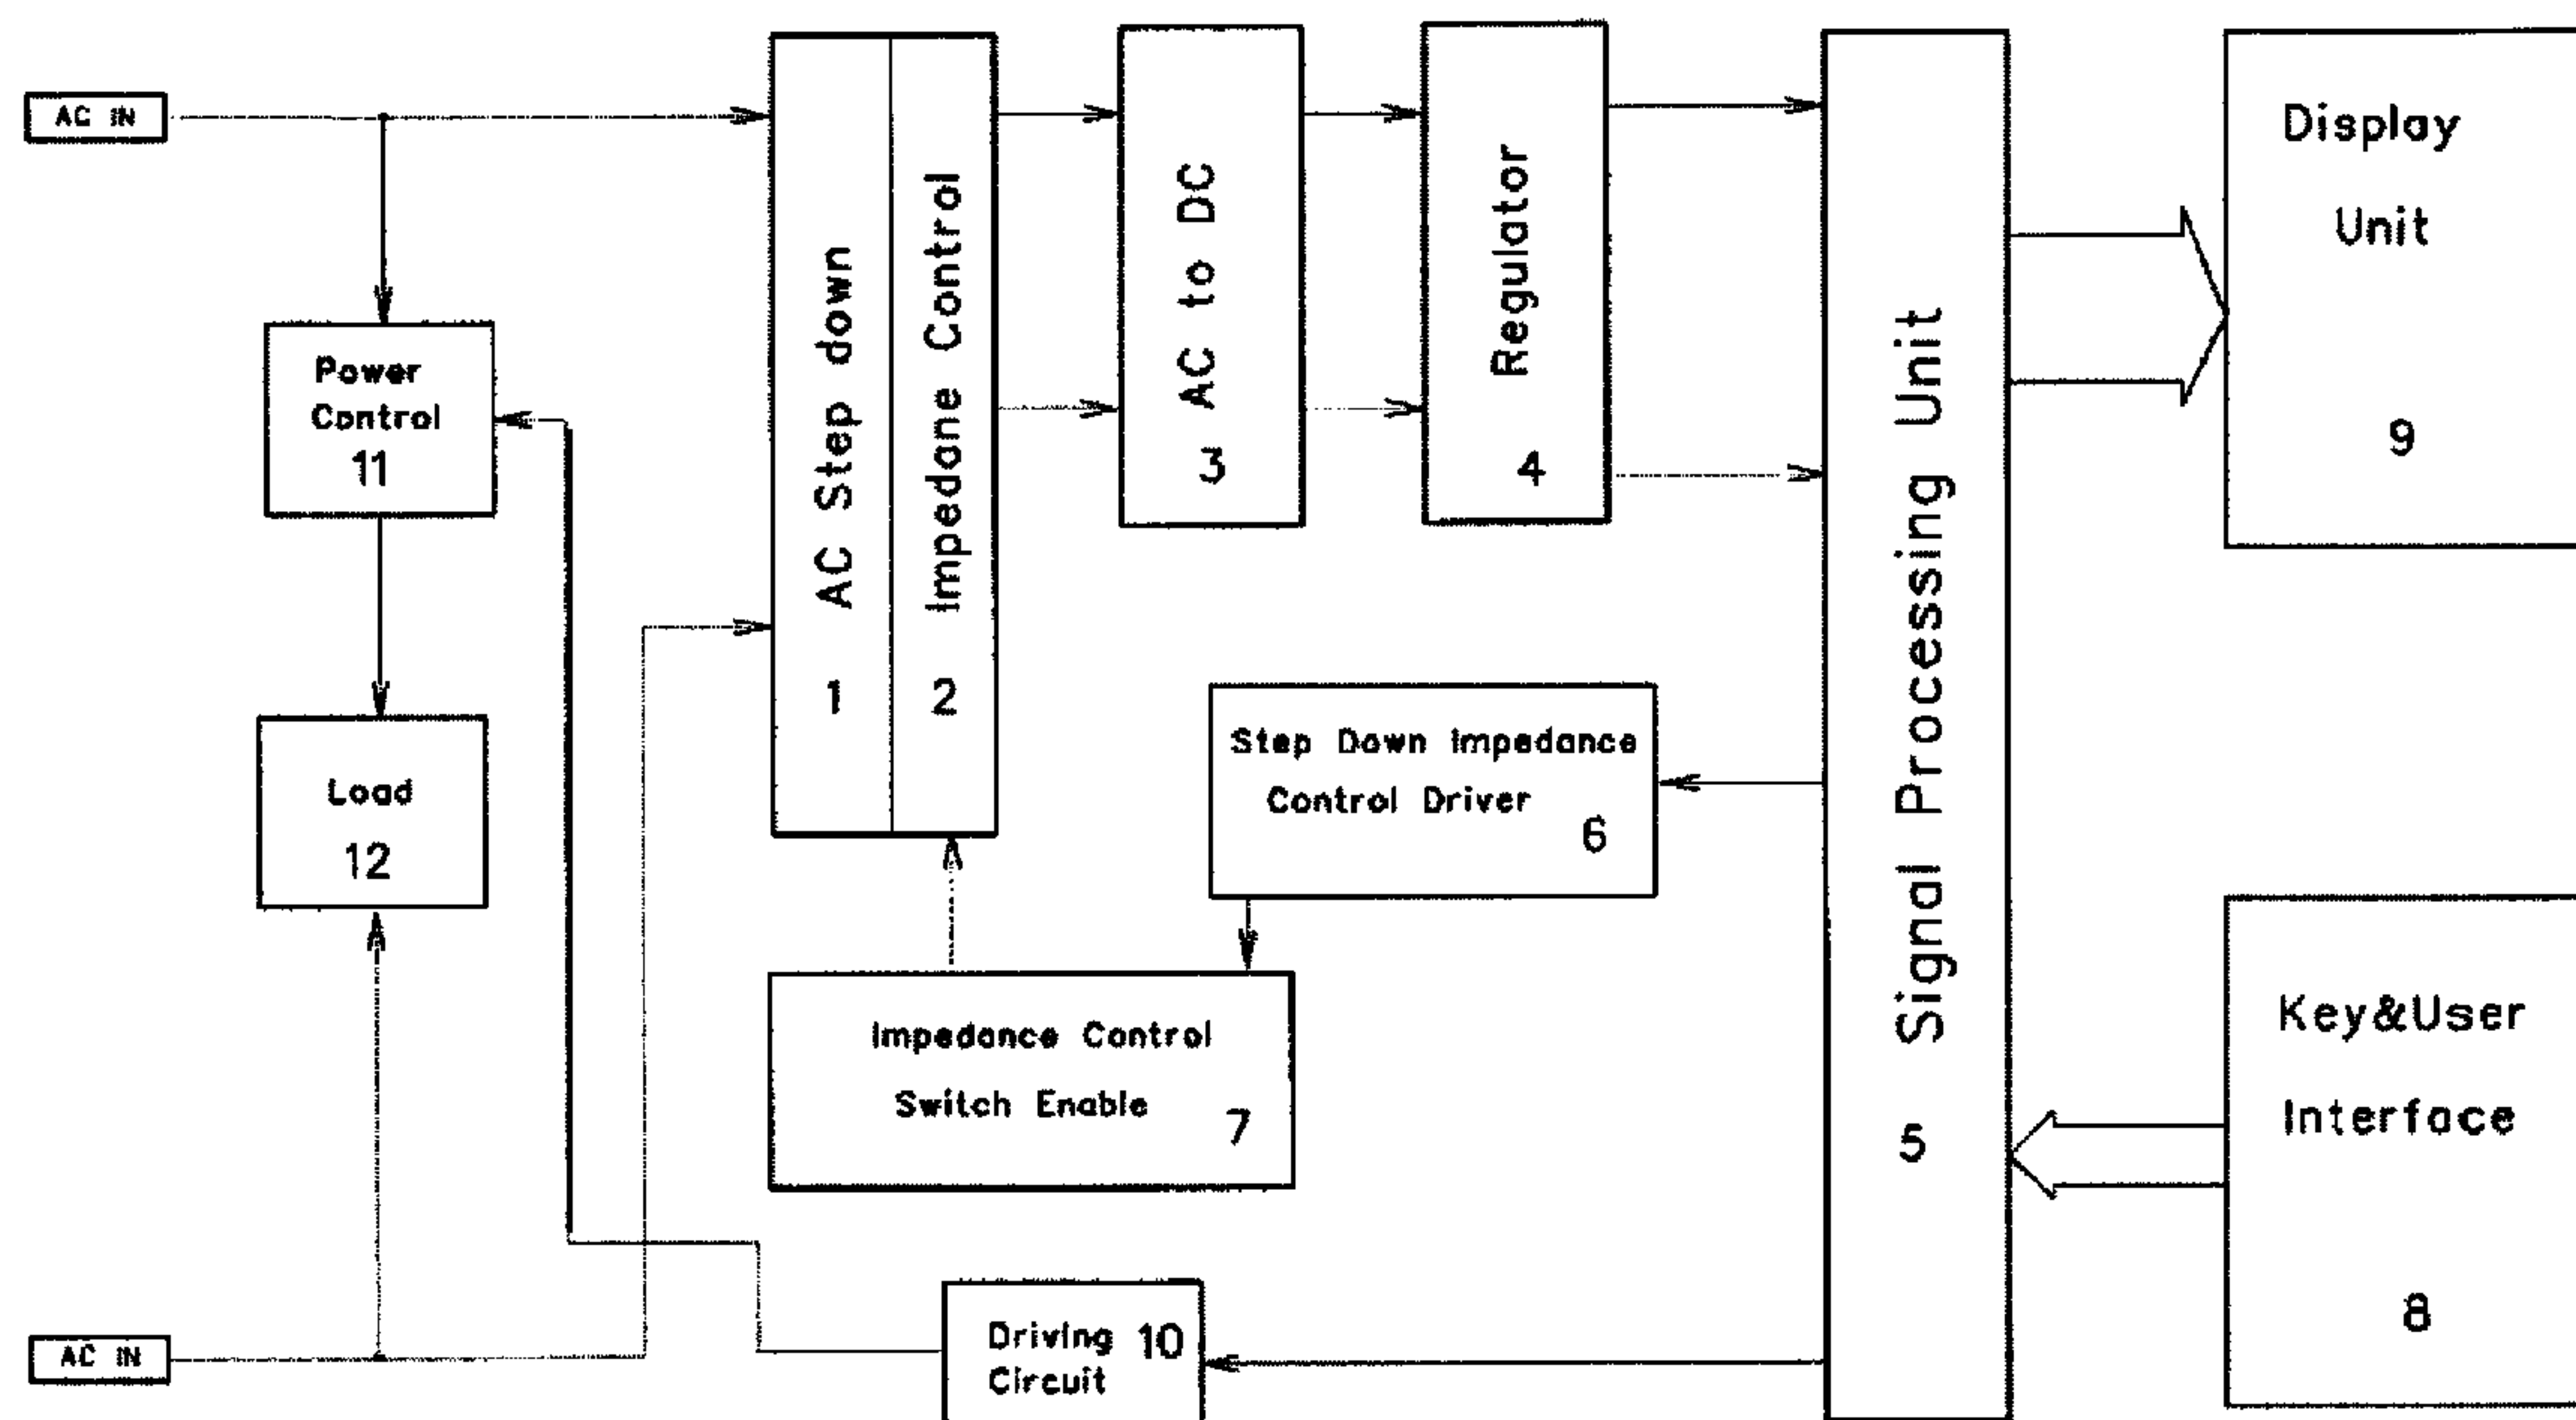 AC IN
Power
Control
11
Load
12
AC IN
1 AC Step down
2 Impedane Control
3 AC to DC
4 Regulator
Step Down Impedance
Control Driver
6
Impedance Control
Switch Enable
7
Driving 10
Circuit
5 Signal Processing Unit
Display
Unit
9
Key&User
Interface
8